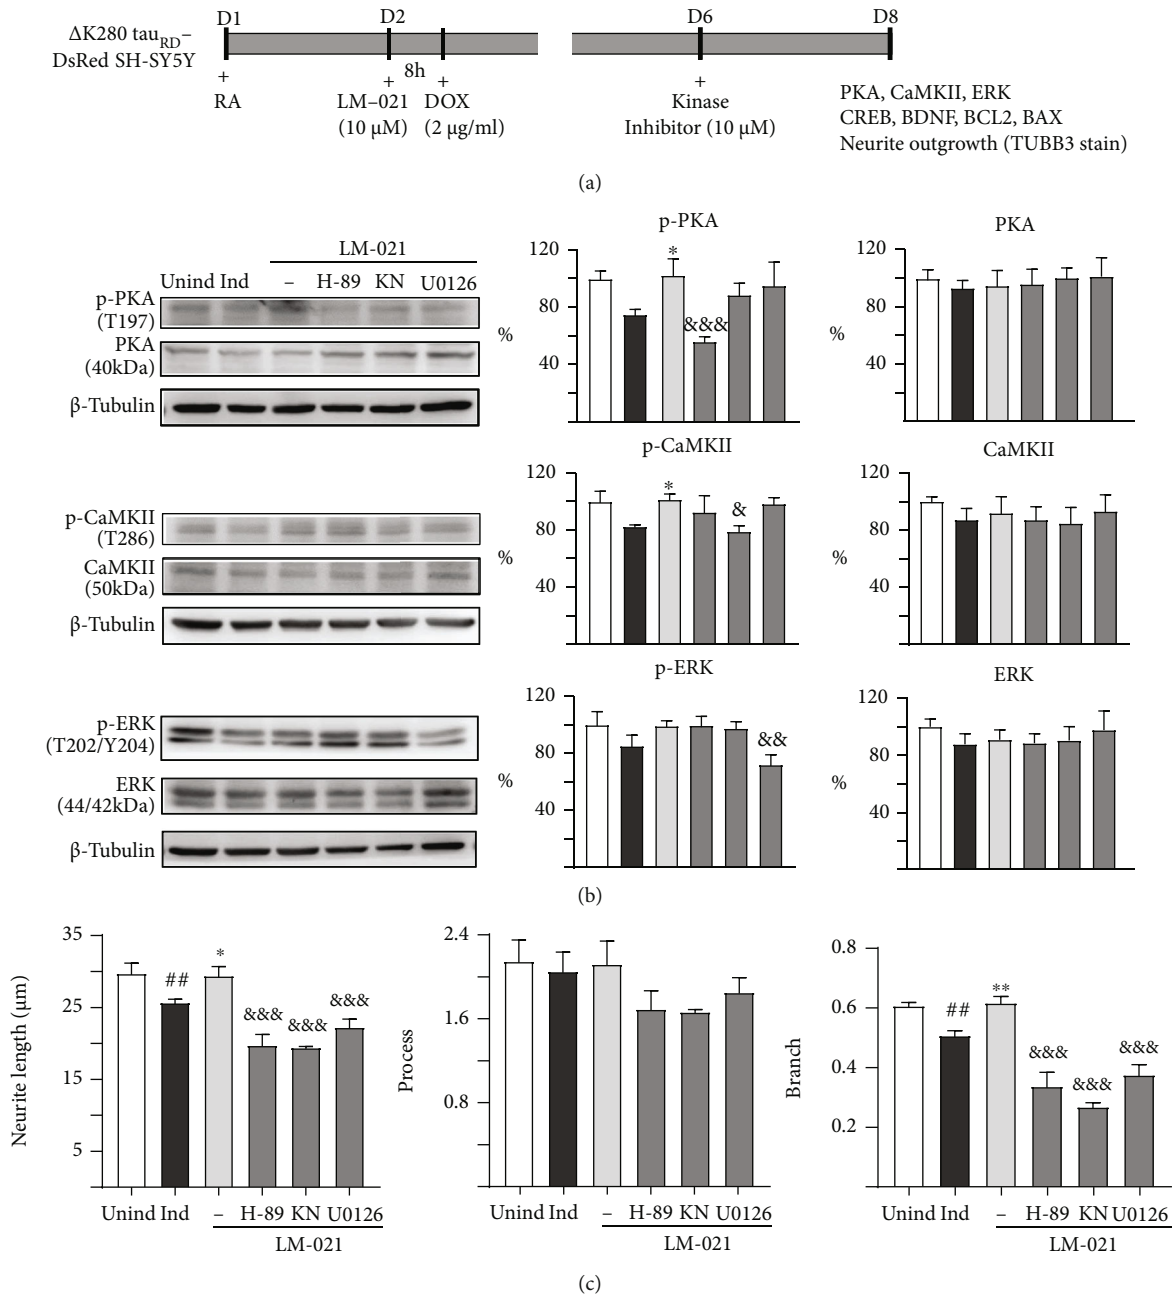 D1 D2 D6 D8
ΔK280 tauRD–
DsRed SH-SY5Y
+ + 8h + +
RA LM–021 DOX Kinase
(10 μM) (2 μg/ml) Inhibitor (10 μM)
PKA, CaMKII, ERK
CREB, BDNF, BCL2, BAX
Neurite outgrowth (TUBB3 stain)
(a)
LM-021
Unind Ind – H-89 KN U0126
p-PKA
(T197)
PKA
(40kDa)
β-Tubulin
p-PKA
120
80
40
%
*
&&&
PKA
120
80
40
%
p-CaMKII
(T286)
CaMKII
(50kDa)
β-Tubulin
p-CaMKII
120
80
40
%
*
&
CaMKII
120
80
40
%
p-ERK
(T202/Y204)
ERK
(44/42kDa)
β-Tubulin
p-ERK
120
80
40
%
&&
ERK
120
80
40
%
(b)
Neurite length (μm)
35
25
15
5
## * &&& &&& &&&
Unind Ind – H-89 KN U0126
LM-021
Process
2.4
1.6
0.8
Unind Ind – H-89 KN U0126
LM-021
Branch
0.8
0.6
0.4
0.2
## ** &&& &&& &&&
Unind Ind – H-89 KN U0126
LM-021
(c)